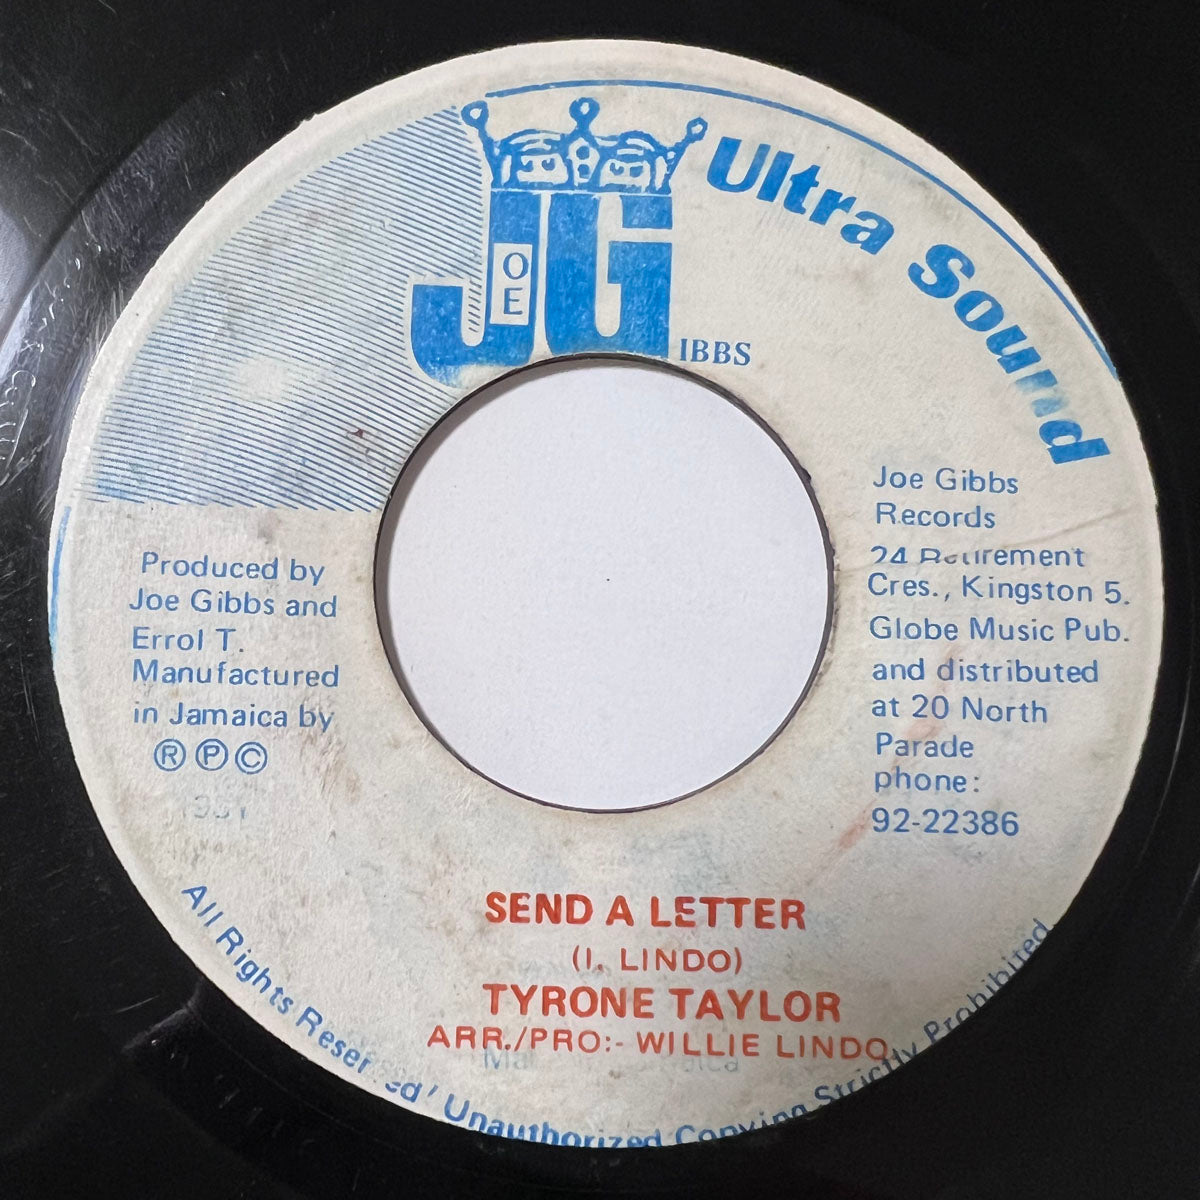 Ultra Sound
JG
OE
IBBS
Joe Gibbs
Records
24 Retirement
Cres., Kingston 5.
Globe Music Pub.
and distributed
at 20 North
Parade
phone:
92-22386
Produced by
Joe Gibbs and
Errol T.
Manufactured
in Jamaica by
Ⓡ Ⓟ Ⓒ
SEND A LETTER
(I. LINDO)
TYRONE TAYLOR
ARR./PRO:- WILLIE LINDO
All Rights Reserved' Unauthorized Copying Strictly Prohibited